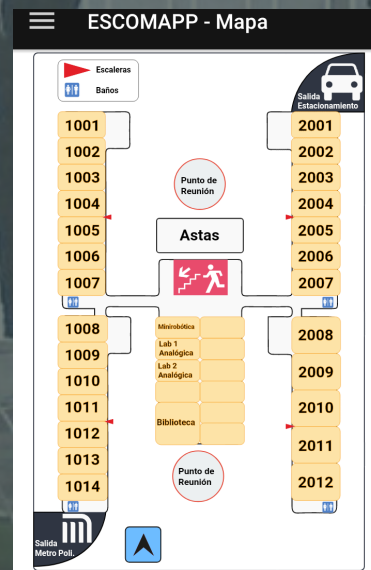 ESCOMAPP - Mapa
Escaleras
Baños
Salida
Estacionamiento
1001
1002
1003
1004
1005
1006
1007
2001
2002
2003
2004
2005
2006
2007
Punto de
Reunión
Astas
1008
1009
1010
1011
1012
1013
1014
Minirobótica
Lab 1
Analógica
Lab 2
Analógica
Biblioteca
2008
2009
2010
2011
2012
Punto de
Reunión
Salida
Metro Poli.